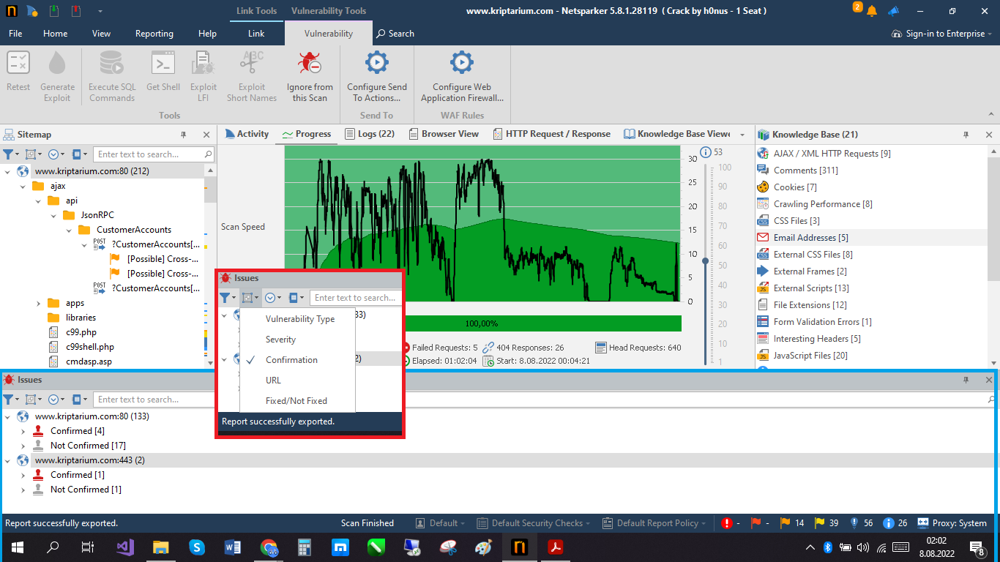 Link Tools
Vulnerability Tools
www.kriptarium.com - Netsparker 5.8.1.28119 ( Crack by h0nus - 1 Seat )
2
File
Home
View
Reporting
Help
Link
Vulnerability
Search
Sign-in to Enterprise
Retest
Generate
Exploit
Execute SQL
Commands
Get Shell
Exploit
LFI
ABC
Exploit
Short Names
Ignore from
this Scan
Configure Send
To Actions...
Configure Web
Application Firewall...
Tools
Send To
WAF Rules
Sitemap
Enter text to search...
www.kriptarium.com:80 (212)
ajax
api
JsonRPC
CustomerAccounts
POST
?CustomerAccounts[...
[Possible] Cross-...
[Possible] Cross-...
POST
?CustomerAccounts[...
apps
libraries
c99.php
c99shell.php
cmdasp.asp
Activity
Progress
Logs (22)
Browser View
HTTP Request / Response
Knowledge Base Viewe
Scan Speed
30
25
20
15
10
5
0
53
100
90
80
70
60
50
40
30
20
10
1
100,00%
Failed Requests: 5
404 Responses: 26
Head Requests: 640
Elapsed: 01:02:04
Start: 8.08.2022 00:04:21
Knowledge Base (21)
AJAX / XML HTTP Requests [9]
Comments [311]
Cookies [7]
Crawling Performance [8]
CSS Files [3]
Email Addresses [5]
External CSS Files [8]
External Frames [2]
External Scripts [13]
File Extensions [12]
Form Validation Errors [1]
Interesting Headers [5]
JavaScript Files [20]
Issues
Enter text to search...
33)
2)
Vulnerability Type
Severity
Confirmation
URL
Fixed/Not Fixed
Report successfully exported.
Issues
Enter text to search...
www.kriptarium.com:80 (133)
Confirmed [4]
Not Confirmed [17]
www.kriptarium.com:443 (2)
Confirmed [1]
Not Confirmed [1]
Report successfully exported.
Scan Finished
Default
Default Security Checks
Default Report Policy
-
-
14
39
56
26
Proxy: System
02:02
8.08.2022
8